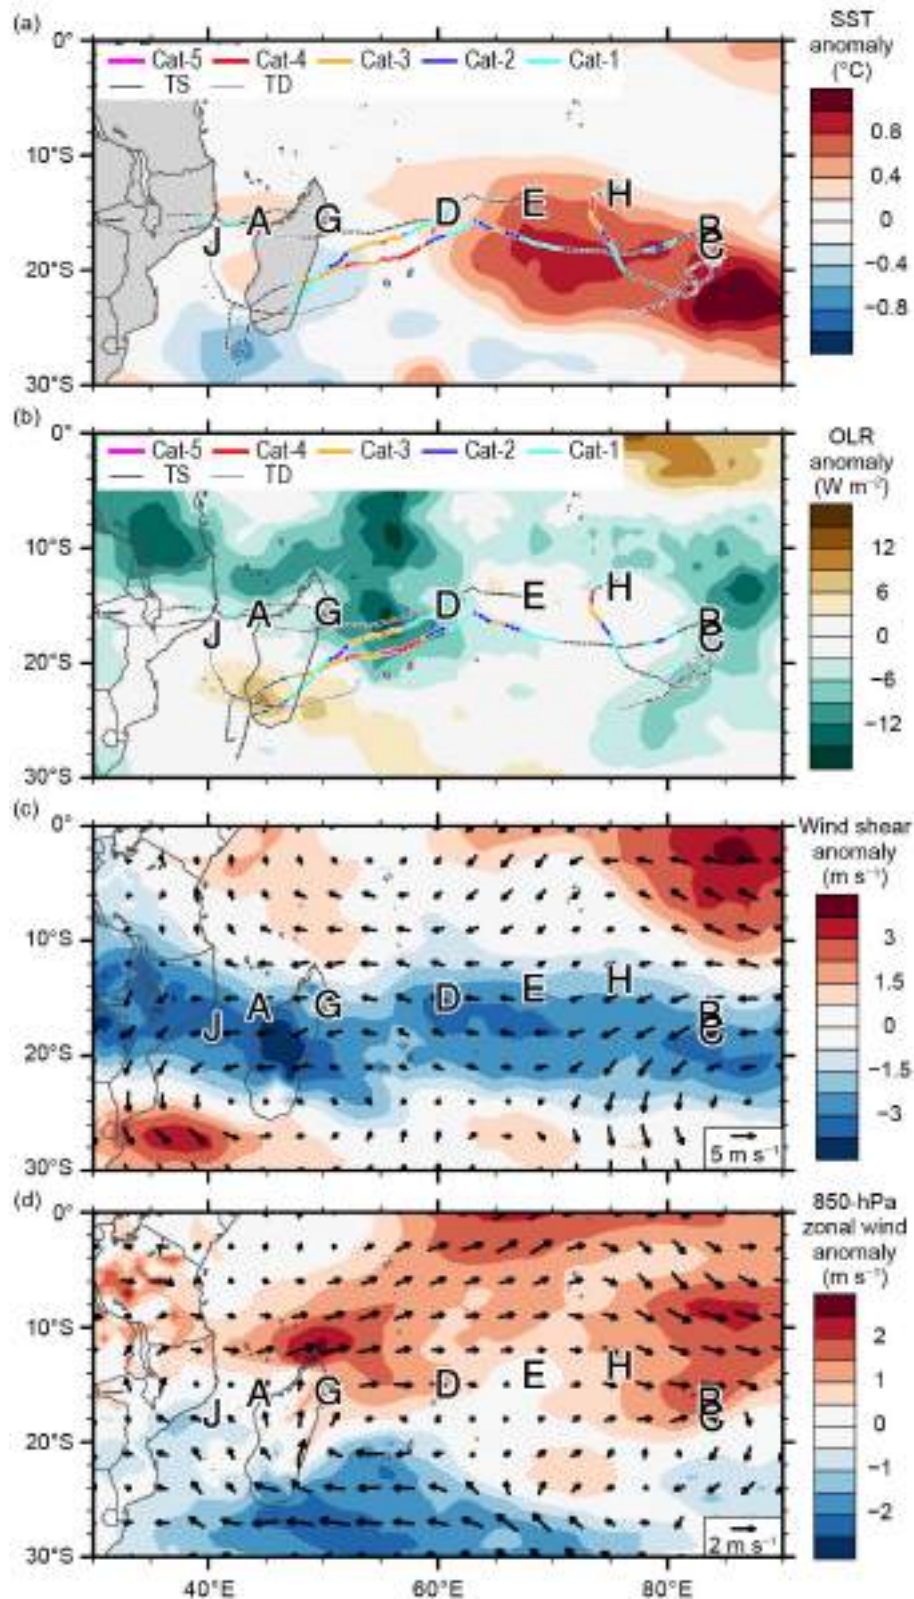 (a)
SST
anomaly
(°C)
0°
Cat-5 Cat-4 Cat-3 Cat-2 Cat-1
TS TD
10°S
20°S
30°S
J A G D E H B C
0.8
0.4
0
−0.4
−0.8
(b)
OLR
anomaly
(W m⁻²)
0°
Cat-5 Cat-4 Cat-3 Cat-2 Cat-1
TS TD
10°S
20°S
30°S
J A G D E H B C
12
6
0
−6
−12
(c)
Wind shear
anomaly
(m s⁻¹)
0°
10°S
20°S
30°S
J A G D E H B C
5 m s⁻¹
3
1.5
0
−1.5
−3
(d)
850-hPa
zonal wind
anomaly
(m s⁻¹)
0°
10°S
20°S
30°S
J A G D E H B C
2 m s⁻¹
2
1
0
−1
−2
40°E 60°E 80°E